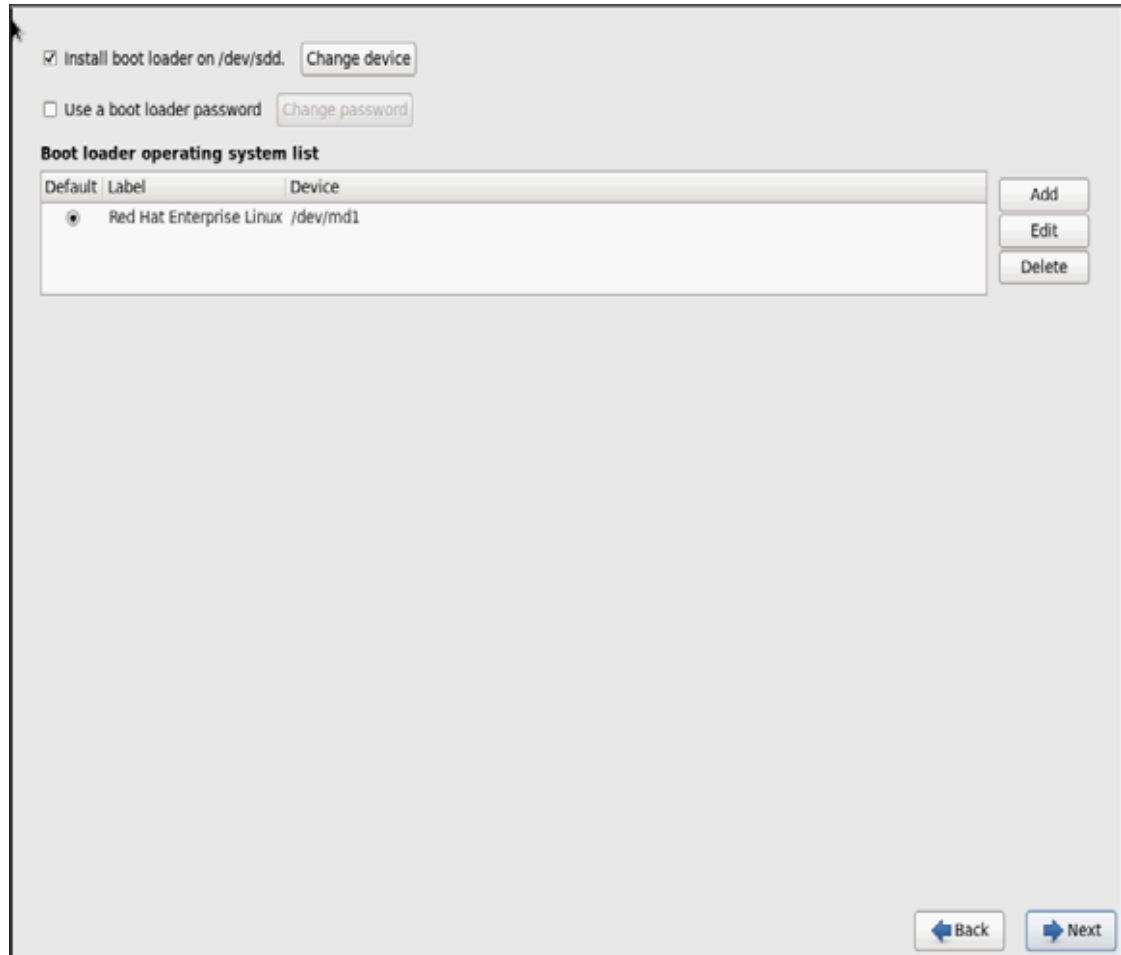 Install boot loader on /dev/sdd. Change device
Use a boot loader password Change password
Boot loader operating system list
Default Label Device
Red Hat Enterprise Linux /dev/md1
Add
Edit
Delete
Back Next